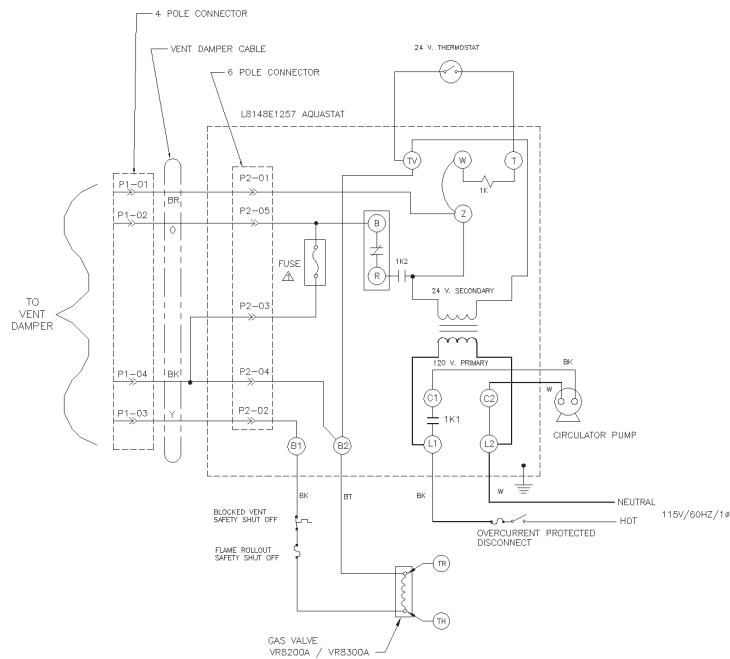 4 POLE CONNECTOR
VENT DAMPER CABLE
6 POLE CONNECTOR
24 V. THERMOSTAT
L8148E1257 AQUASTAT
TV
W
T
1K
P1-01
P2-01
BR
P1-02
P2-05
O
B
Z
FUSE
R
1K2
24 V. SECONDARY
TO
VENT
DAMPER
P2-03
120 V. PRIMARY
BK
P1-04
BK
P2-04
W
C1
C2
P1-03
Y
P2-02
1K1
CIRCULATOR PUMP
B1
B2
L1
L2
BK
BT
BK
W
NEUTRAL
115V/60HZ/1ø
HOT
BLOCKED VENT
SAFETY SHUT OFF
OVERCURRENT PROTECTED
DISCONNECT
FLAME ROLLOUT
SAFETY SHUT OFF
TR
TH
GAS VALVE
VR8200A / VR8300A